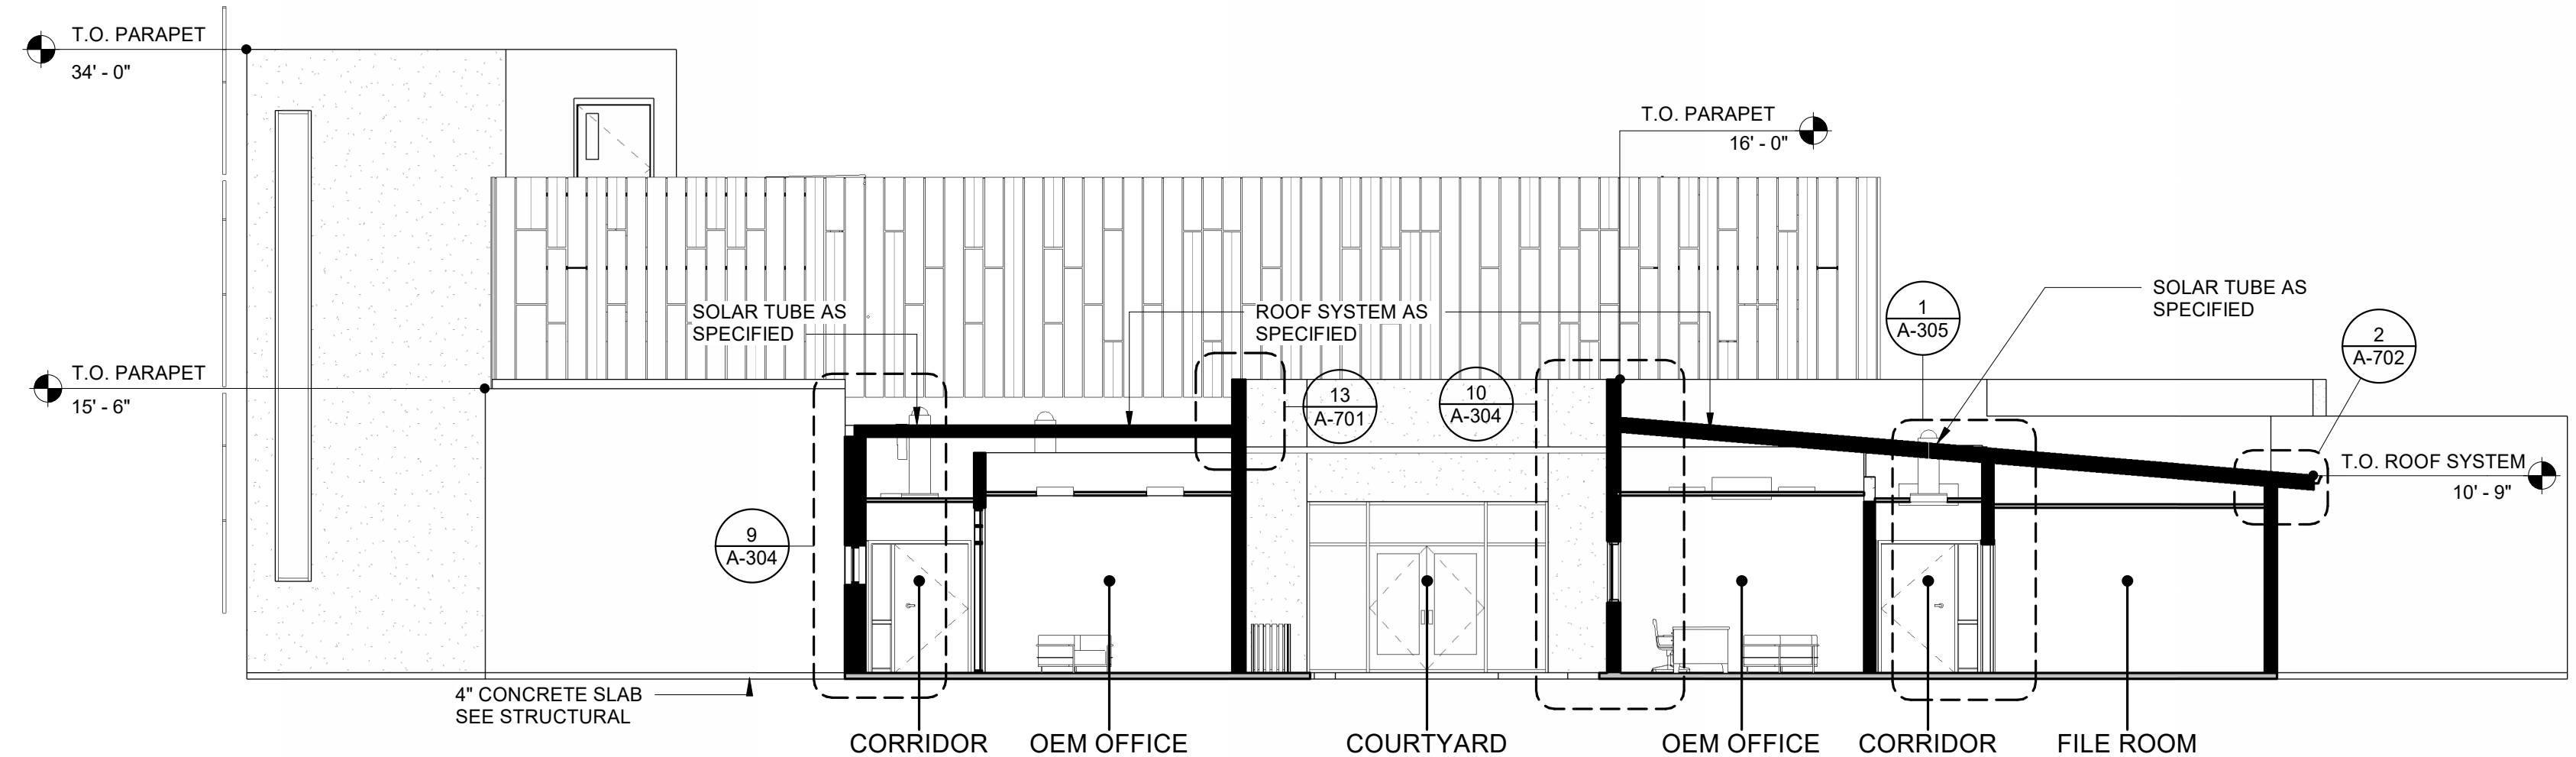 T.O. PARAPET
34' - 0"
T.O. PARAPET
16' - 0"
SOLAR TUBE AS
SPECIFIED
ROOF SYSTEM AS
SPECIFIED
1
A-305
SOLAR TUBE AS
SPECIFIED
2
A-702
T.O. PARAPET
15' - 6"
13
A-701
10
A-304
T.O. ROOF SYSTEM
10' - 9"
9
A-304
4" CONCRETE SLAB
SEE STRUCTURAL
CORRIDOR
OEM OFFICE
COURTYARD
OEM OFFICE
CORRIDOR
FILE ROOM